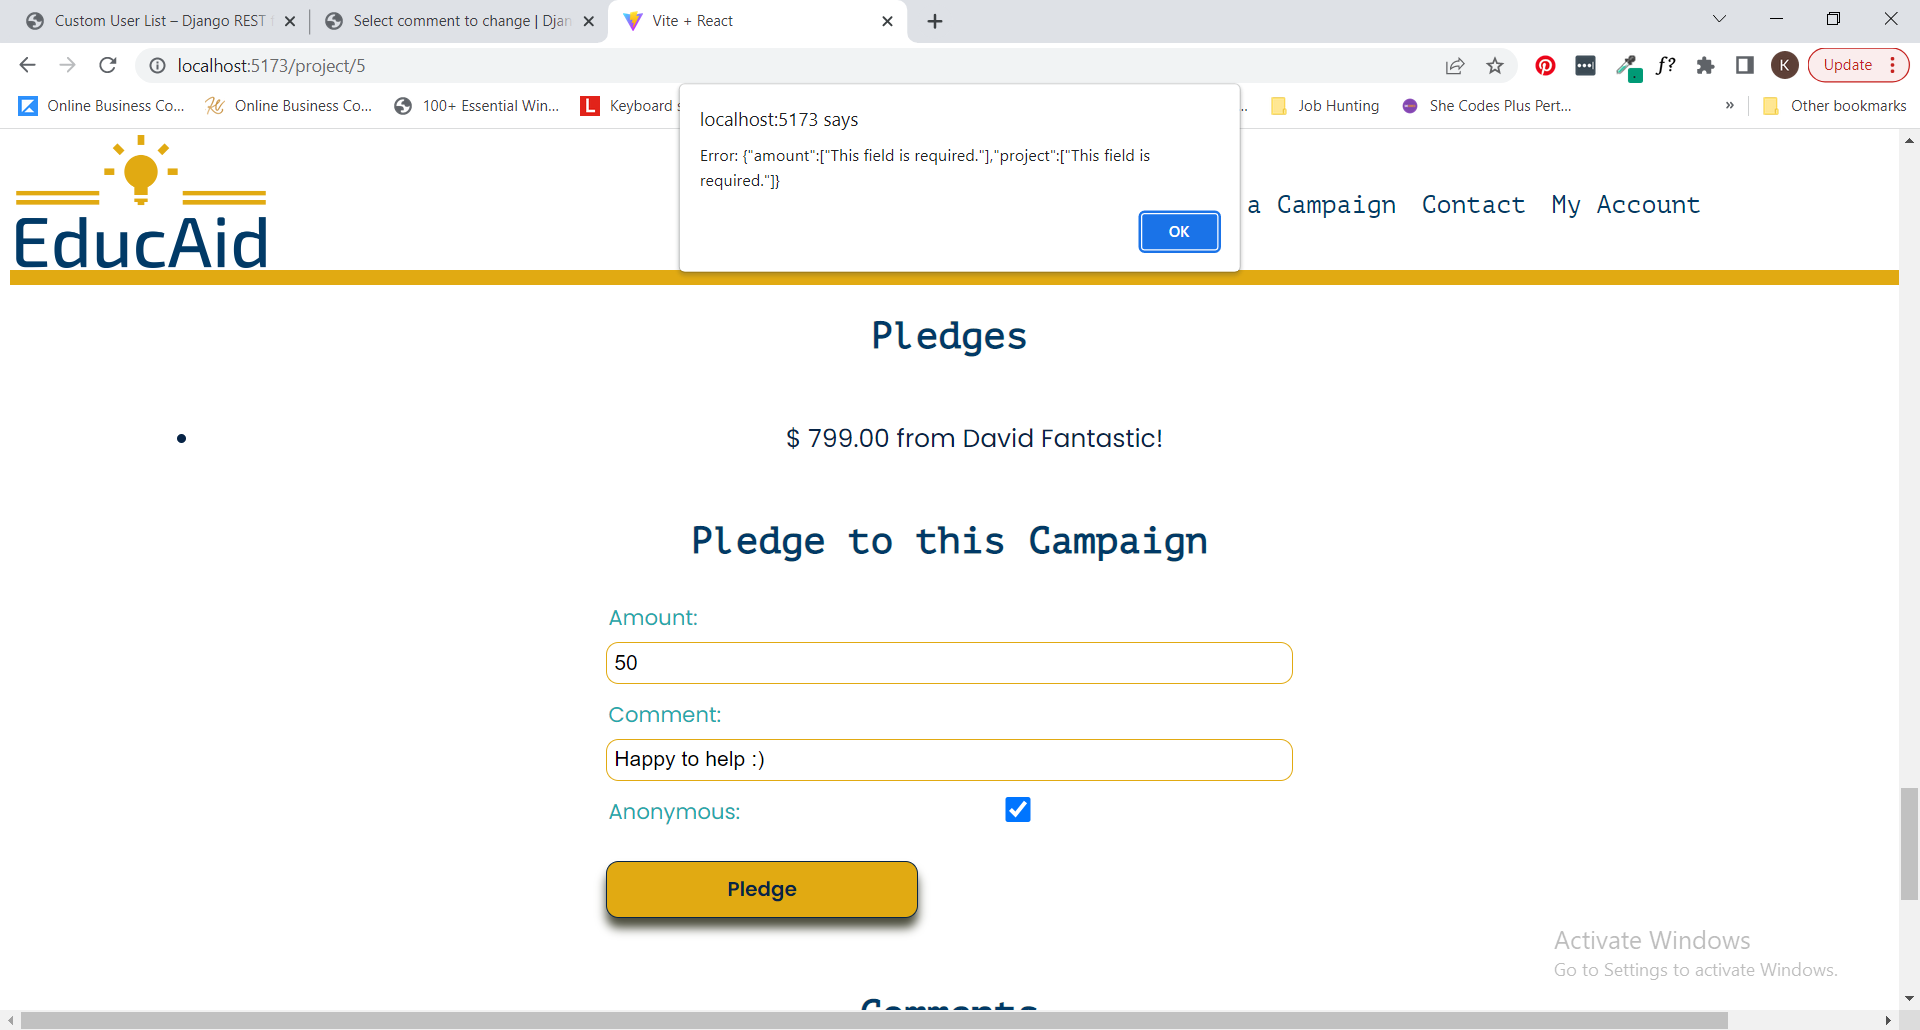 Custom User List – Django REST
Select comment to change | Djan
Vite + React
localhost:5173/project/5
f?
K
Update
Online Business Co...
Online Business Co...
100+ Essential Win...
L
Keyboard s
..
Job Hunting
She Codes Plus Pert...
»
Other bookmarks
localhost:5173 says
Error: {"amount":["This field is required."],"project":["This field is
required."]}
OK
EducAid
a Campaign
Contact
My Account
Pledges
• $ 799.00 from David Fantastic!
Pledge to this Campaign
Amount:
50
Comment:
Happy to help :)
Anonymous:
Pledge
Activate Windows
Go to Settings to activate Windows.
Comments